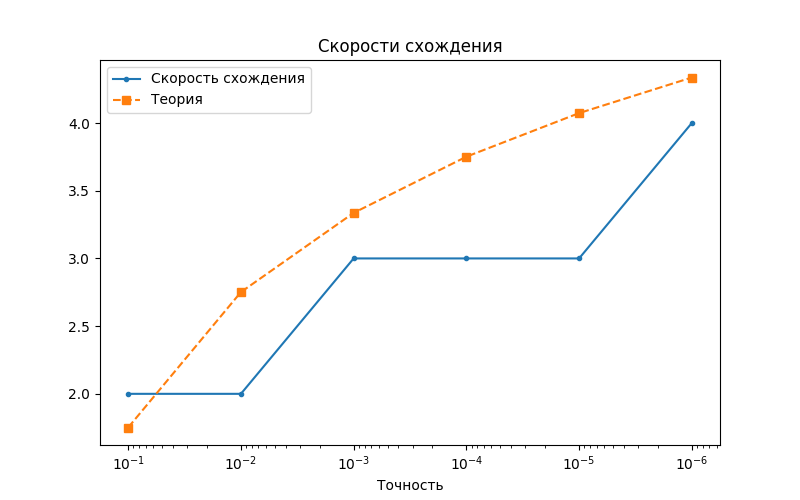 Скорости схождения
Скорость схождения
Теория
4.0
3.5
3.0
2.5
2.0
10⁻¹ 10⁻² 10⁻³ 10⁻⁴ 10⁻⁵ 10⁻⁶
Точность